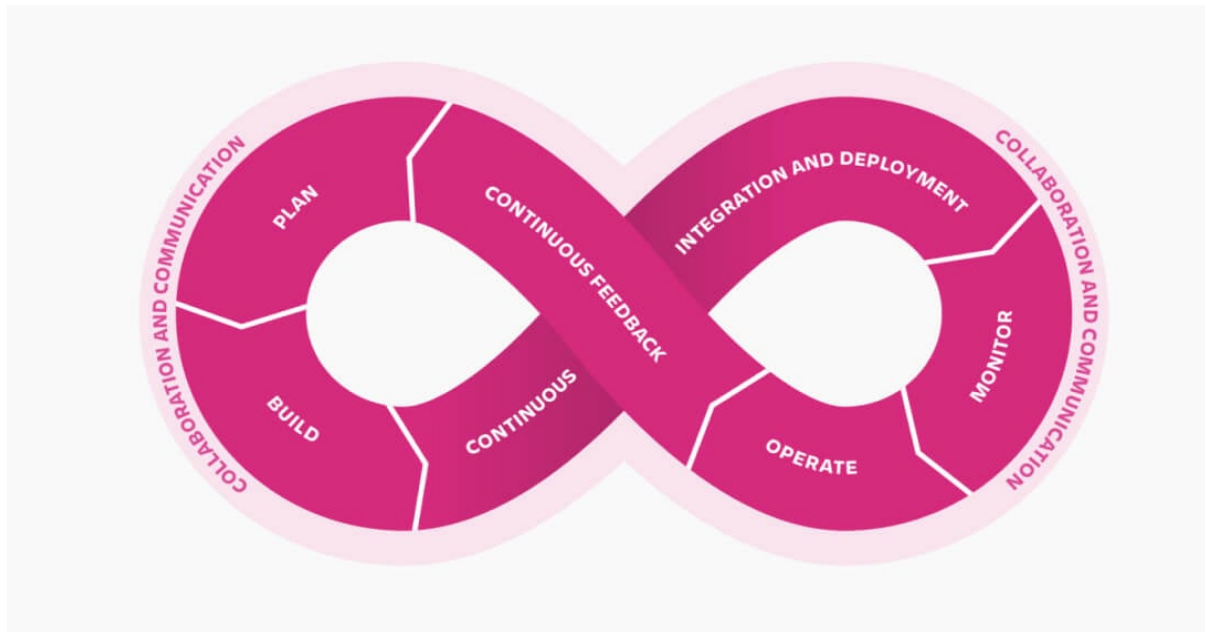 COLLABORATION AND COMMUNICATION
PLAN
BUILD
CONTINUOUS
INTEGRATION AND DEPLOYMENT
MONITOR
OPERATE
CONTINUOUS FEEDBACK
COLLABORATION AND COMMUNICATION